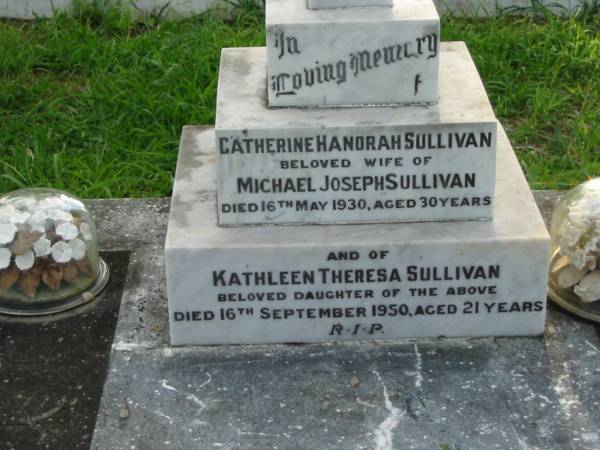 In
Loving Memory
OF
CATHERINE HANORAH SULLIVAN
BELOVED WIFE OF
MICHAEL JOSEPH SULLIVAN
DIED 16TH MAY 1930, AGED 30 YEARS
AND OF
KATHLEEN THERESA SULLIVAN
BELOVED DAUGHTER OF THE ABOVE
DIED 16TH SEPTEMBER 1950, AGED 21 YEARS
R·I·P.